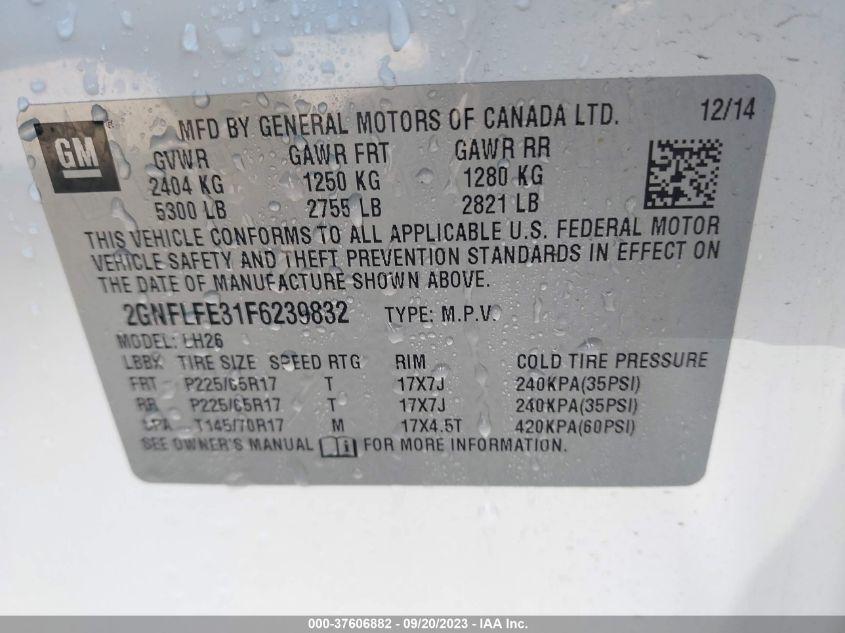 GM
MFD BY GENERAL MOTORS OF CANADA LTD. 12/14
GVWR GAWR FRT GAWR RR
2404 KG 1250 KG 1280 KG
5300 LB 2755 LB 2821 LB
THIS VEHICLE CONFORMS TO ALL APPLICABLE U.S. FEDERAL MOTOR
VEHICLE SAFETY AND THEFT PREVENTION STANDARDS IN EFFECT ON
THE DATE OF MANUFACTURE SHOWN ABOVE.
2GNFLFE31F6239832 TYPE: M.P.V.
MODEL: LH26
LBBX TIRE SIZE SPEED RTG RIM COLD TIRE PRESSURE
FRT P225/65R17 T 17X7J 240KPA(35PSI)
RR P225/65R17 T 17X7J 240KPA(35PSI)
SPA T145/70R17 M 17X4.5T 420KPA(60PSI)
SEE OWNER'S MANUAL FOR MORE INFORMATION.
000-37606882 - 09/20/2023 - IAA Inc.